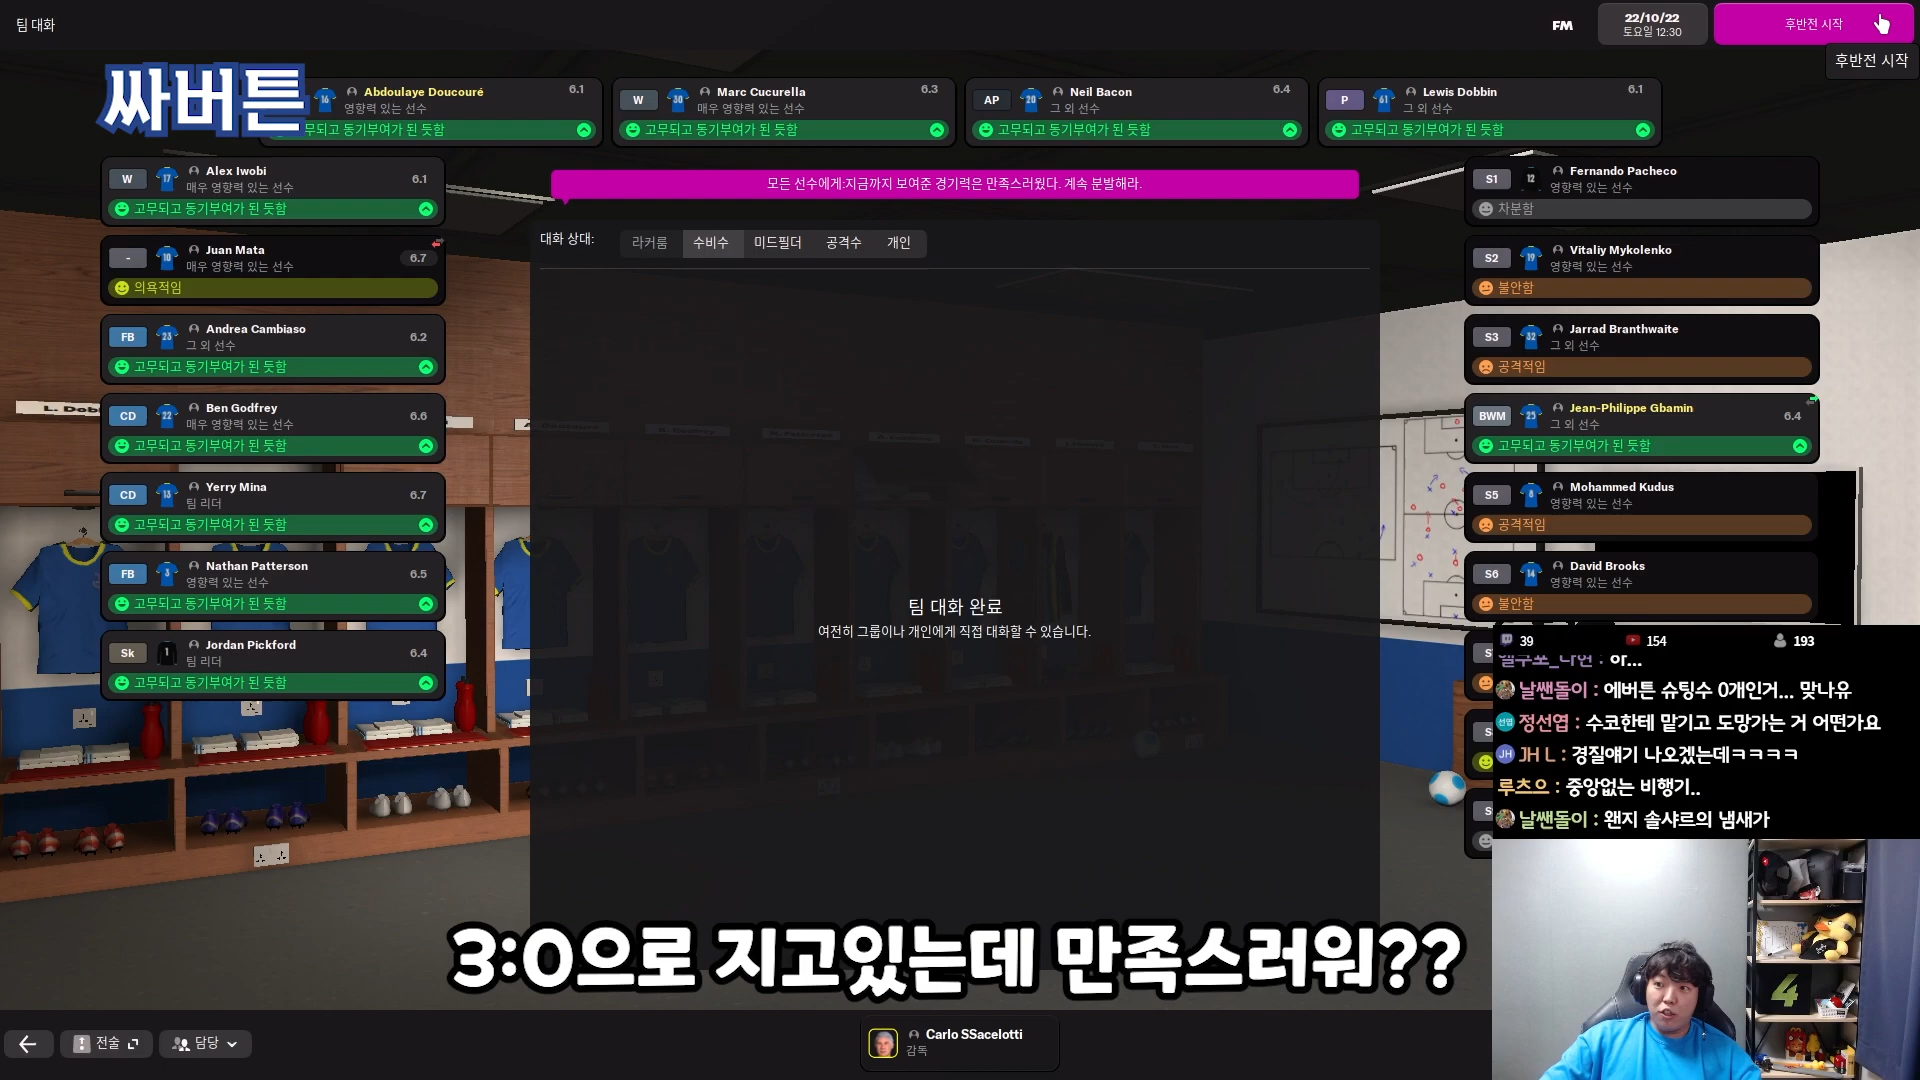 팀 대화
FM
22/10/22
토요일 12:30
후반전 시작
후반전 시작
싸버튼
16
Abdoulaye Doucouré
영향력 있는 선수
6.1
무되고 동기부여가 된 듯함
W
30
Marc Cucurella
매우 영향력 있는 선수
6.3
고무되고 동기부여가 된 듯함
AP
20
Neil Bacon
그 외 선수
6.4
고무되고 동기부여가 된 듯함
P
61
Lewis Dobbin
그 외 선수
6.1
고무되고 동기부여가 된 듯함
W
17
Alex Iwobi
매우 영향력 있는 선수
6.1
고무되고 동기부여가 된 듯함
-
10
Juan Mata
매우 영향력 있는 선수
6.7
의욕적임
FB
23
Andrea Cambiaso
그 외 선수
6.2
고무되고 동기부여가 된 듯함
CD
22
Ben Godfrey
매우 영향력 있는 선수
6.6
고무되고 동기부여가 된 듯함
CD
13
Yerry Mina
팀 리더
6.7
고무되고 동기부여가 된 듯함
FB
3
Nathan Patterson
영향력 있는 선수
6.5
고무되고 동기부여가 된 듯함
Sk
1
Jordan Pickford
팀 리더
6.4
고무되고 동기부여가 된 듯함
L. Dob
모든 선수에게:지금까지 보여준 경기력은 만족스러웠다. 계속 분발해라.
대화 상대:
라커룸
수비수
미드필더
공격수
개인
팀 대화 완료
여전히 그룹이나 개인에게 직접 대화할 수 있습니다.
S1
12
Fernando Pacheco
영향력 있는 선수
차분함
S2
19
Vitaliy Mykolenko
영향력 있는 선수
불안함
S3
32
Jarrad Branthwaite
그 외 선수
공격적임
BWM
25
Jean-Philippe Gbamin
그 외 선수
6.4
고무되고 동기부여가 된 듯함
S5
8
Mohammed Kudus
영향력 있는 선수
공격적임
S6
14
David Brooks
영향력 있는 선수
불안함
39
154
193
날쌘돌이 : 에버튼 슈팅수 0개인거... 맞나유
선엽
정선엽 : 수코한테 맡기고 도망가는 거 어떤가요
JH
JH L : 경질얘기 나오겠는데ㅋㅋㅋㅋ
루츠으 : 중앙없는 비행기..
날쌘돌이 : 왠지 솔샤르의 냄새가
4
3:0으로 지고있는데 만족스러워??
전술
담당
Carlo SSacelotti
감독